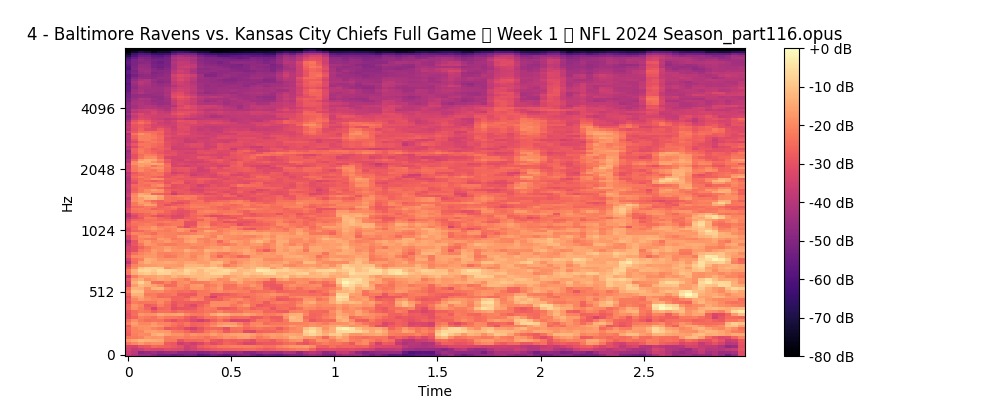 4 - Baltimore Ravens vs. Kansas City Chiefs Full Game ▯ Week 1 ▯ NFL 2024 Season_part116.opus
+0 dB
-10 dB
-20 dB
-30 dB
-40 dB
-50 dB
-60 dB
-70 dB
-80 dB
4096
2048
1024
512
0
Hz
0
0.5
1
1.5
2
2.5
Time